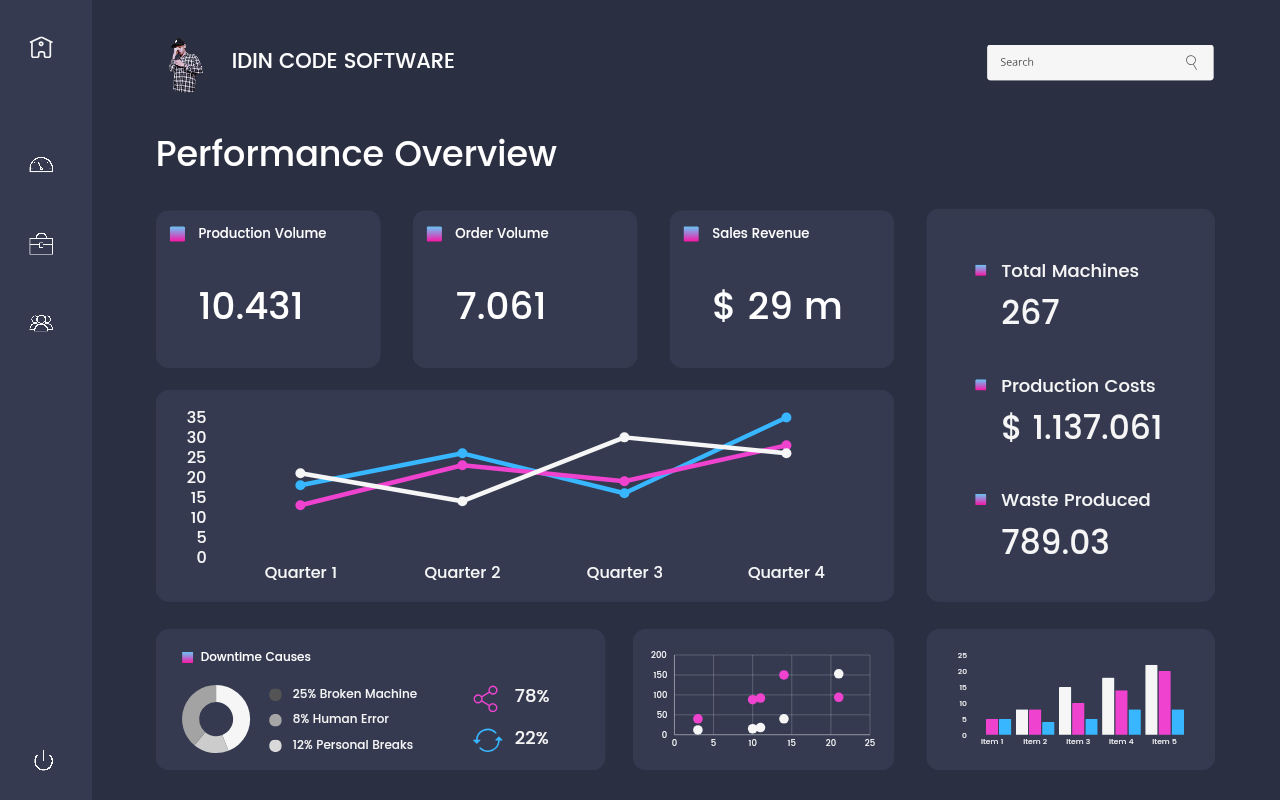 IDIN CODE SOFTWARE
Search
Performance Overview
Production Volume
10.431
Order Volume
7.061
Sales Revenue
$ 29 m
Total Machines
267
Production Costs
$ 1.137.061
Waste Produced
789.03
35
30
25
20
15
10
5
0
Quarter 1 Quarter 2 Quarter 3 Quarter 4
Downtime Causes
25% Broken Machine
8% Human Error
12% Personal Breaks
78%
22%
200
150
100
50
0
0 5 10 15 20 25
25
20
15
10
5
0
Item 1 Item 2 Item 3 Item 4 Item 5